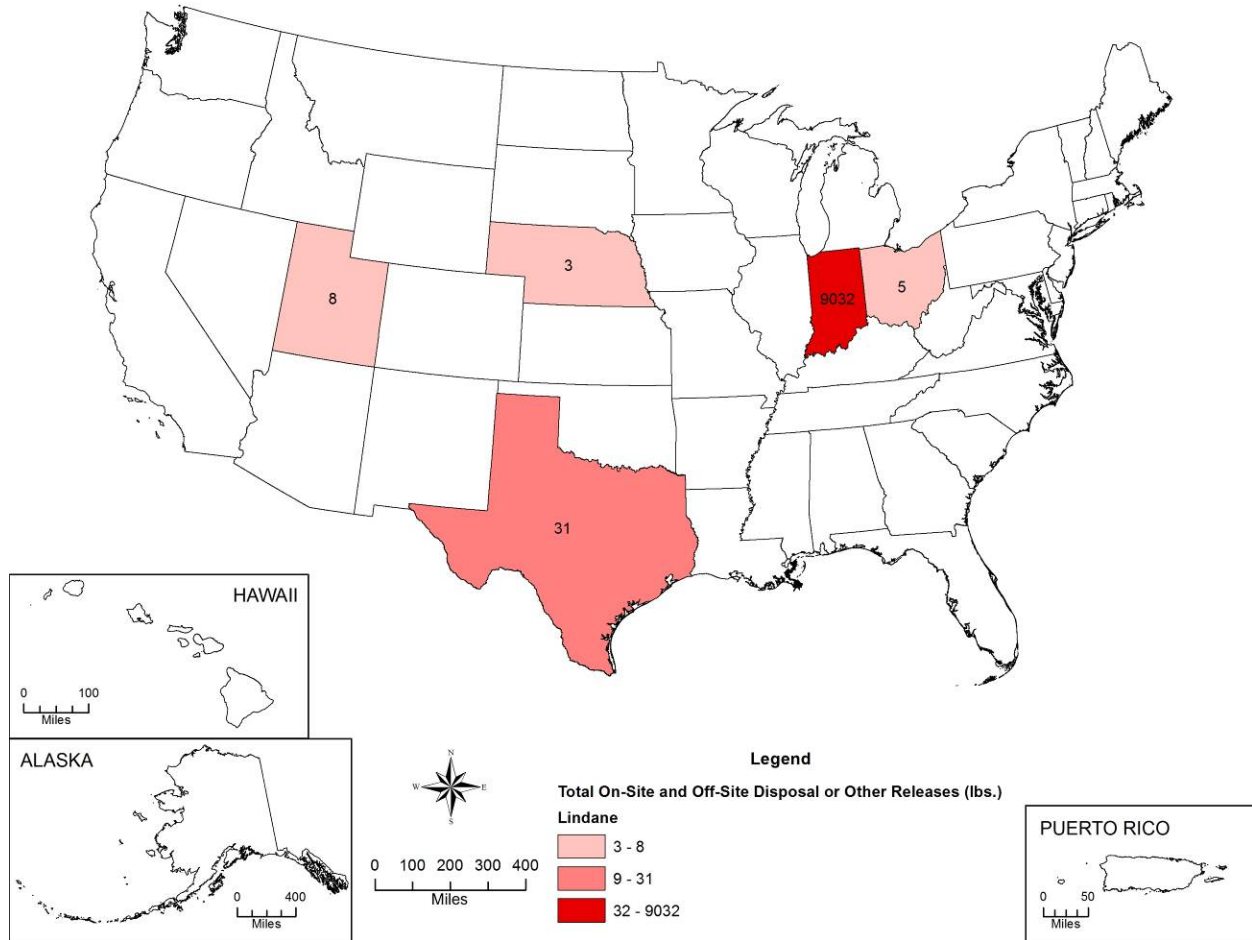 3
8
9032
5
31
HAWAII
0 100
Miles
ALASKA
0 400
Miles
N
W E
S
0 100 200 300 400
Miles
Legend
Total On-Site and Off-Site Disposal or Other Releases (lbs.)
Lindane
3 - 8
9 - 31
32 - 9032
PUERTO RICO
0 50
Miles